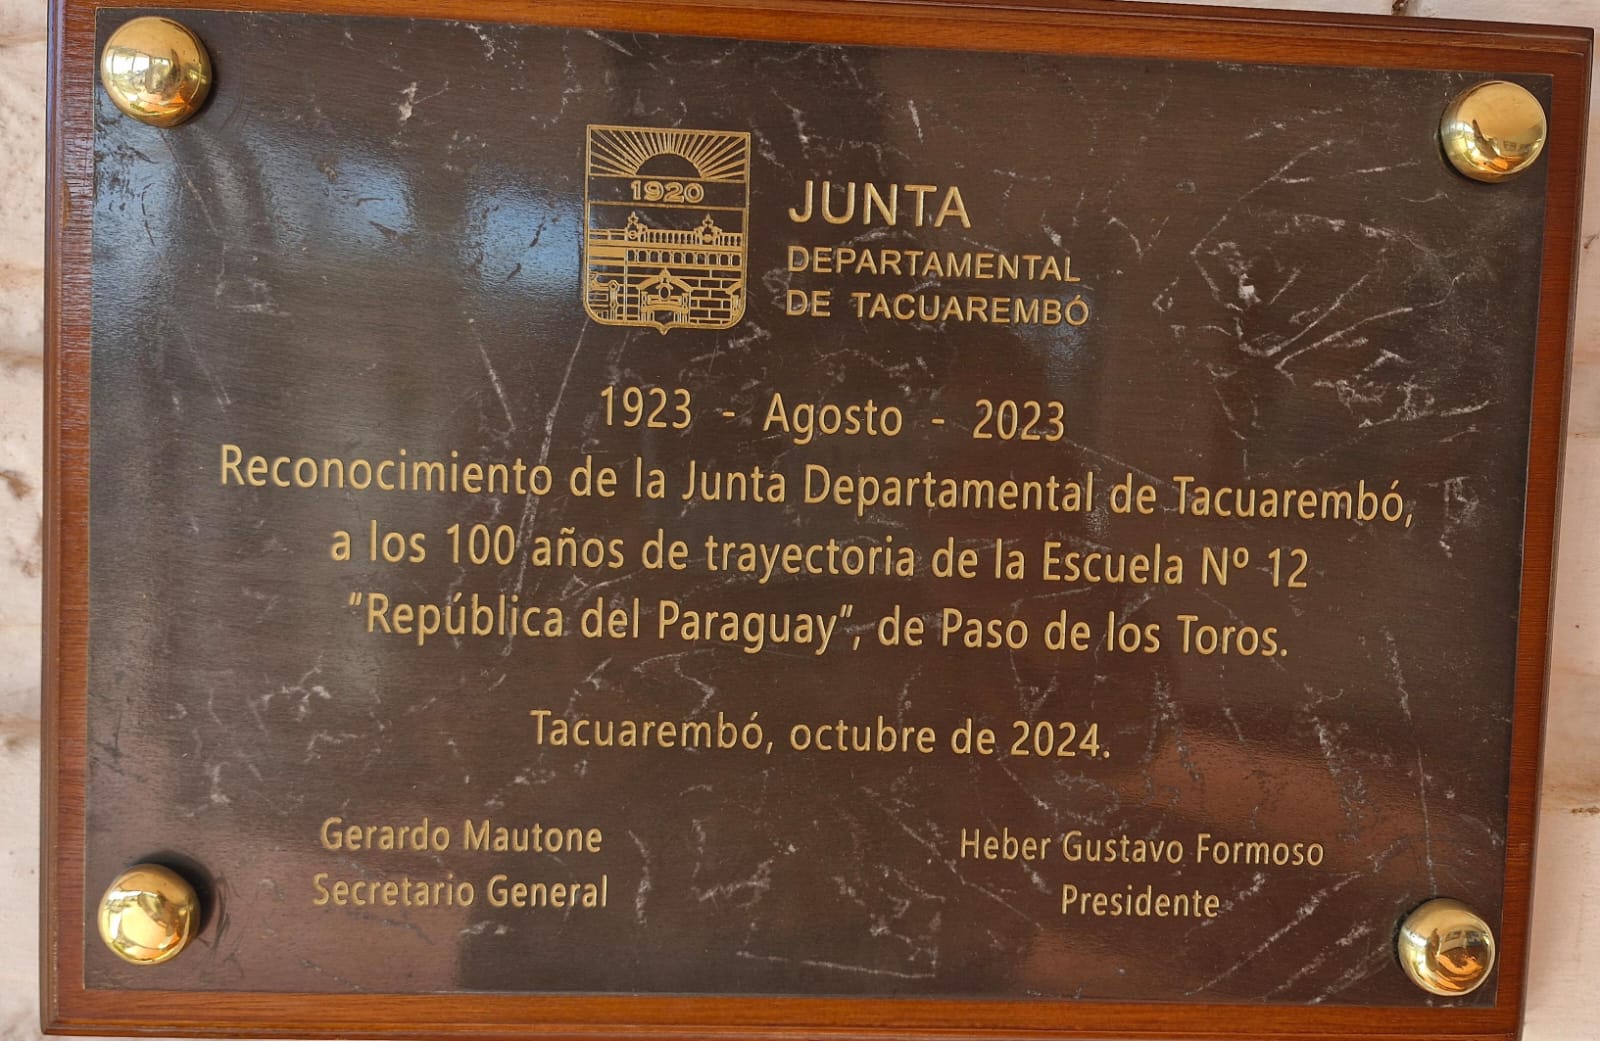 1920
JUNTA
DEPARTAMENTAL
DE TACUAREMBÓ
1923 - Agosto - 2023
Reconocimiento de la Junta Departamental de Tacuarembó,
a los 100 años de trayectoria de la Escuela Nº 12
"República del Paraguay", de Paso de los Toros.
Tacuarembó, octubre de 2024.
Gerardo Mautone
Secretario General
Heber Gustavo Formoso
Presidente